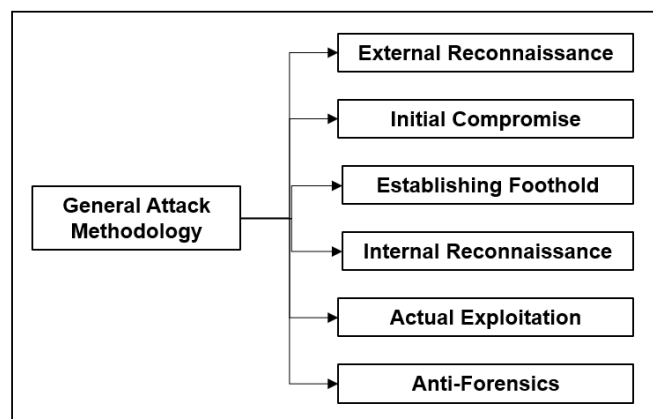 External Reconnaissance
Initial Compromise
Establishing Foothold
General Attack
Methodology
Internal Reconnaissance
Actual Exploitation
Anti-Forensics